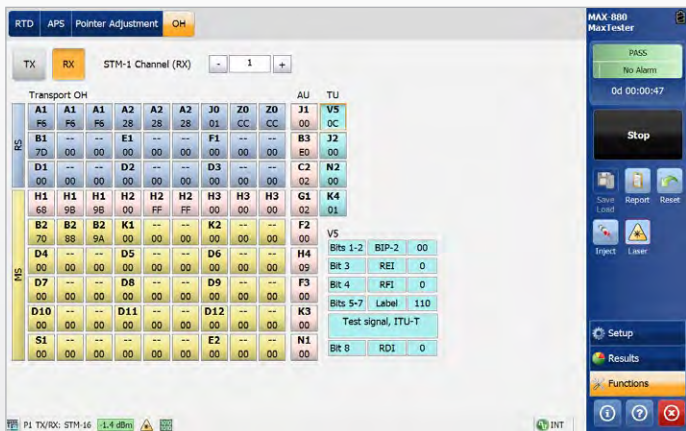 RTD APS Pointer Adjustment OH
MAX-880
MaxTester
TX RX STM-1 Channel (RX) - 1 +
PASS
No Alarm
0d 00:00:47
Transport OH AU TU
A1 A1 A1 A2 A2 A2 J0 Z0 Z0 J1 V5
F6 F6 F6 28 28 28 01 CC CC 00 0C
RS
B1 -- -- E1 -- -- F1 -- -- B3 J2
7D 00 00 00 00 00 00 00 00 E0 00
Stop
D1 -- -- D2 -- -- D3 -- -- C2 N2
00 00 00 00 00 00 00 00 00 02 00
H1 H1 H1 H2 H2 H2 H3 H3 H3 G1 K4
68 9B 9B 00 FF FF 00 00 00 02 01
Save
Load
Report
Reset
B2 B2 B2 K1 -- -- K2 -- -- F2
70 88 9A 00 00 00 00 00 00 00
V5
Bits 1-2 BIP-2 00
D4 -- -- D5 -- -- D6 -- -- H4
00 00 00 00 00 00 00 00 00 09
Bit 3 REI 0
Inject Laser
MS
D7 -- -- D8 -- -- D9 -- -- F3
00 00 00 00 00 00 00 00 00 00
Bit 4 RFI 0
Bits 5-7 Label 110
D10 -- -- D11 -- -- D12 -- -- K3
00 00 00 00 00 00 00 00 00 00
Test signal, ITU-T
S1 -- -- -- -- -- E2 -- -- N1
00 00 00 00 00 00 00 00 00 00
Bit 8 RDI 0
Setup
Results
Functions
P1 TX/RX: STM-16 -1.4 dBm
INT